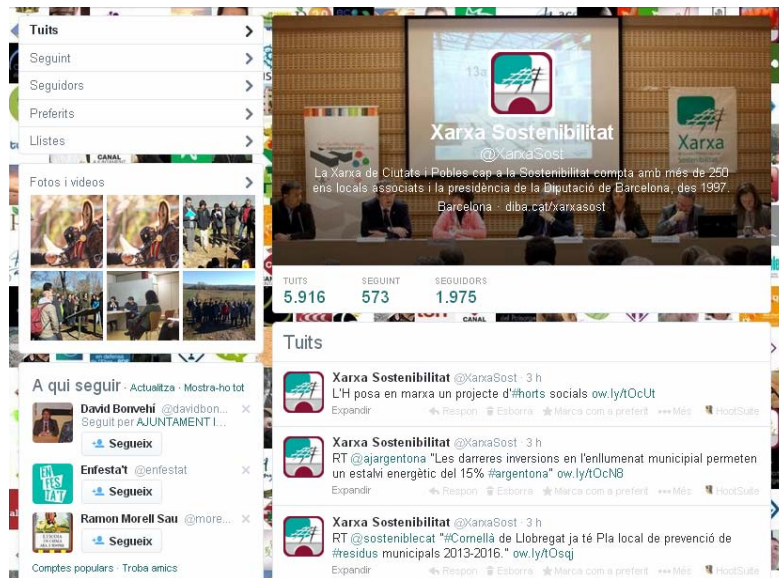 Tuits
Seguint
Seguidors
Preferits
Llistes
Fotos i vídeos
13a
Xarxa
Xarxa Sostenibilitat
@XarxaSost
La Xarxa de Ciutats i Pobles cap a la Sostenibilitat compta amb més de 250
ens locals associats i la presidència de la Diputació de Barcelona, des 1997.
Barcelona · diba.cat/xarxasost
TUITS SEGUINT SEGUIDORS
5.916 573 1.975
A qui seguir · Actualitza · Mostra-ho tot
David Bonvehí @davidbon...
Seguit per AJUNTAMENT I...
Segueix
ENFESTA'T
Enfesta't @enfestat
Segueix
Ramon Morell Sau @more...
Segueix
Comptes populars · Troba amics
Tuits
Xarxa Sostenibilitat @XarxaSost · 3 h
L'H posa en marxa un projecte d'#horts socials ow.ly/tOcUt
Expandir Respon Esborra Marca com a preferit Més HootSuite
Xarxa Sostenibilitat @XarxaSost · 3 h
RT @ajargentona "Les darreres inversions en l'enllumenat municipal permeten
un estalvi energètic del 15% #argentona" ow.ly/tOcN8
Expandir Respon Esborra Marca com a preferit Més HootSuite
Xarxa Sostenibilitat @XarxaSost · 3 h
RT @sosteniblecat "#Cornellà de Llobregat ja té Pla local de prevenció de
#residus municipals 2013-2016." ow.ly/tOsqj
Expandir Respon Esborra Marca com a preferit Més HootSuite
CANAL
CANAL